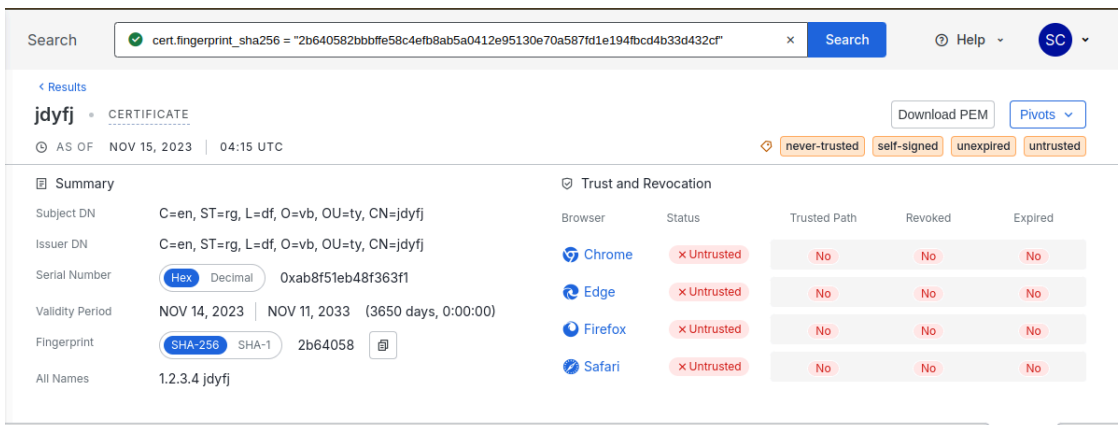 Search cert.fingerprint_sha256 = "2b640582bbbffe58c4efb8ab5a0412e95130e70a587fd1e194fbcd4b33d432cf" × Search Help SC
< Results
jdyfj CERTIFICATE Download PEM Pivots
AS OF NOV 15, 2023 04:15 UTC never-trusted self-signed unexpired untrusted
Summary
Subject DN C=en, ST=rg, L=df, O=vb, OU=ty, CN=jdyfj
Issuer DN C=en, ST=rg, L=df, O=vb, OU=ty, CN=jdyfj
Serial Number Hex Decimal 0xab8f51eb48f363f1
Validity Period NOV 14, 2023 NOV 11, 2033 (3650 days, 0:00:00)
Fingerprint SHA-256 SHA-1 2b64058
All Names 1.2.3.4 jdyfj
Trust and Revocation
Browser Status Trusted Path Revoked Expired
Chrome × Untrusted No No No
Edge × Untrusted No No No
Firefox × Untrusted No No No
Safari × Untrusted No No No